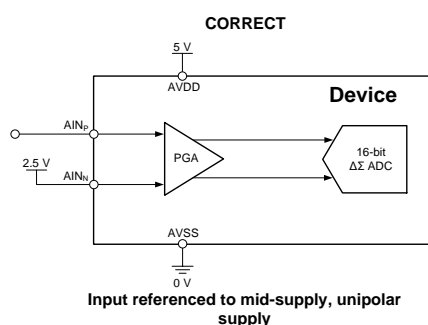 CORRECT
5 V
AVDD
Device
AINP
PGA
16-bit
ΔΣ ADC
2.5 V
AINN
AVSS
0 V
Input referenced to mid-supply, unipolar
supply